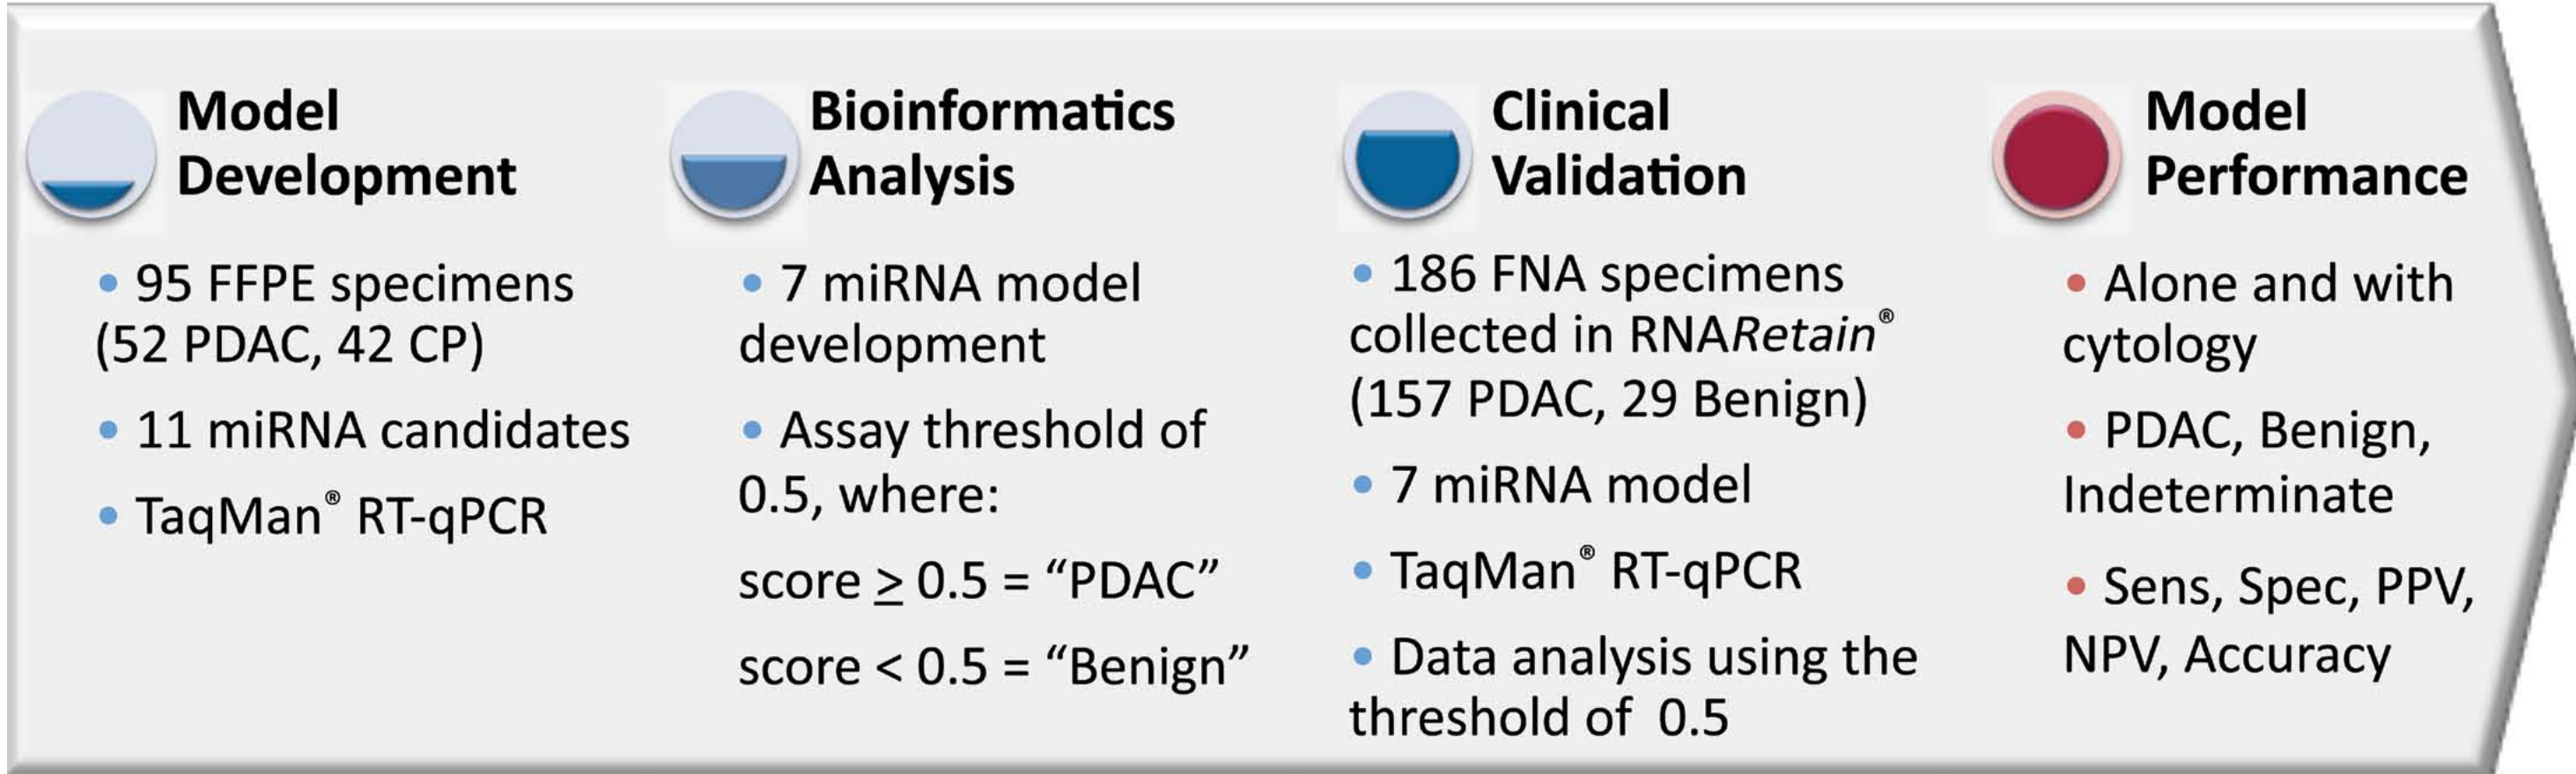 Model
Development
• 95 FFPE specimens
(52 PDAC, 42 CP)
• 11 miRNA candidates
• TaqMan® RT-qPCR
Bioinformatics
Analysis
• 7 miRNA model
development
• Assay threshold of
0.5, where:
score ≥ 0.5 = “PDAC”
score < 0.5 = “Benign”
Clinical
Validation
• 186 FNA specimens
collected in RNARetain®
(157 PDAC, 29 Benign)
• 7 miRNA model
• TaqMan® RT-qPCR
• Data analysis using the
threshold of 0.5
Model
Performance
• Alone and with
cytology
• PDAC, Benign,
Indeterminate
• Sens, Spec, PPV,
NPV, Accuracy